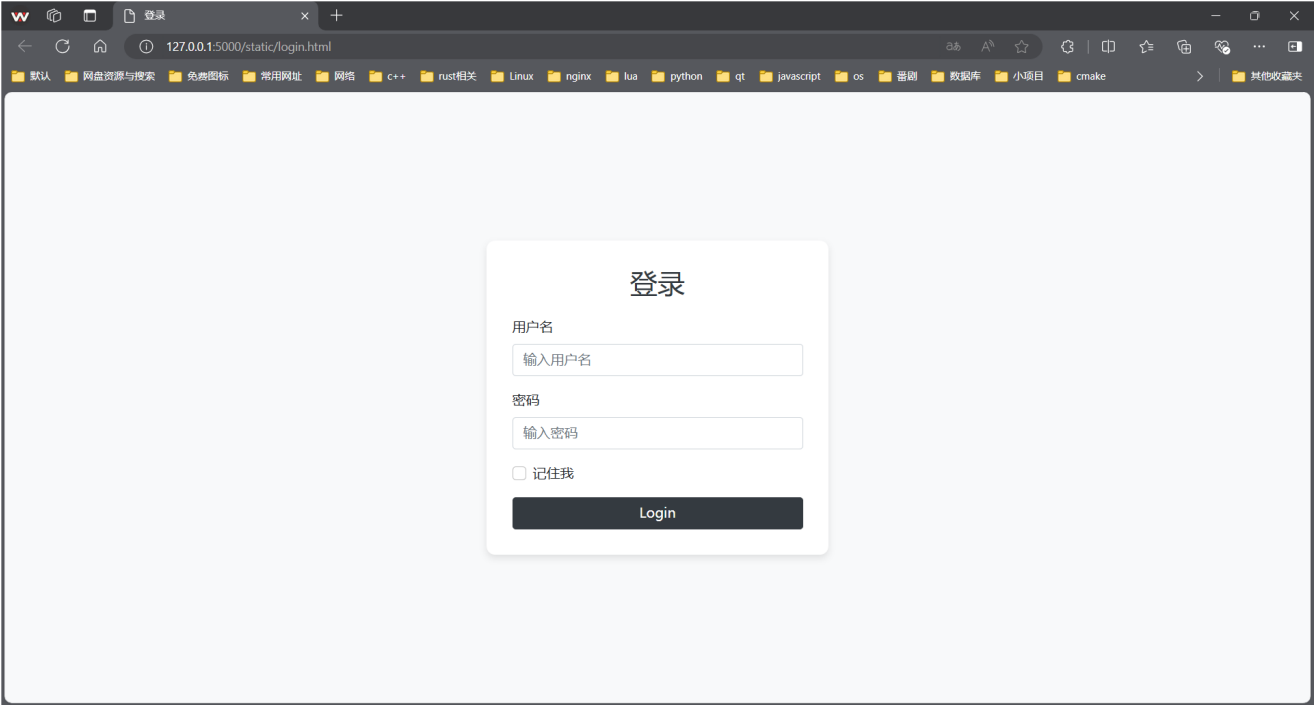 登录
127.0.0.1:5000/static/login.html
默认 网盘资源与搜索 免费图标 常用网址 网络 c++ rust相关 Linux nginx lua python qt javascript os 番剧 数据库 小项目 cmake 其他收藏夹
登录
用户名
输入用户名
密码
输入密码
记住我
Login